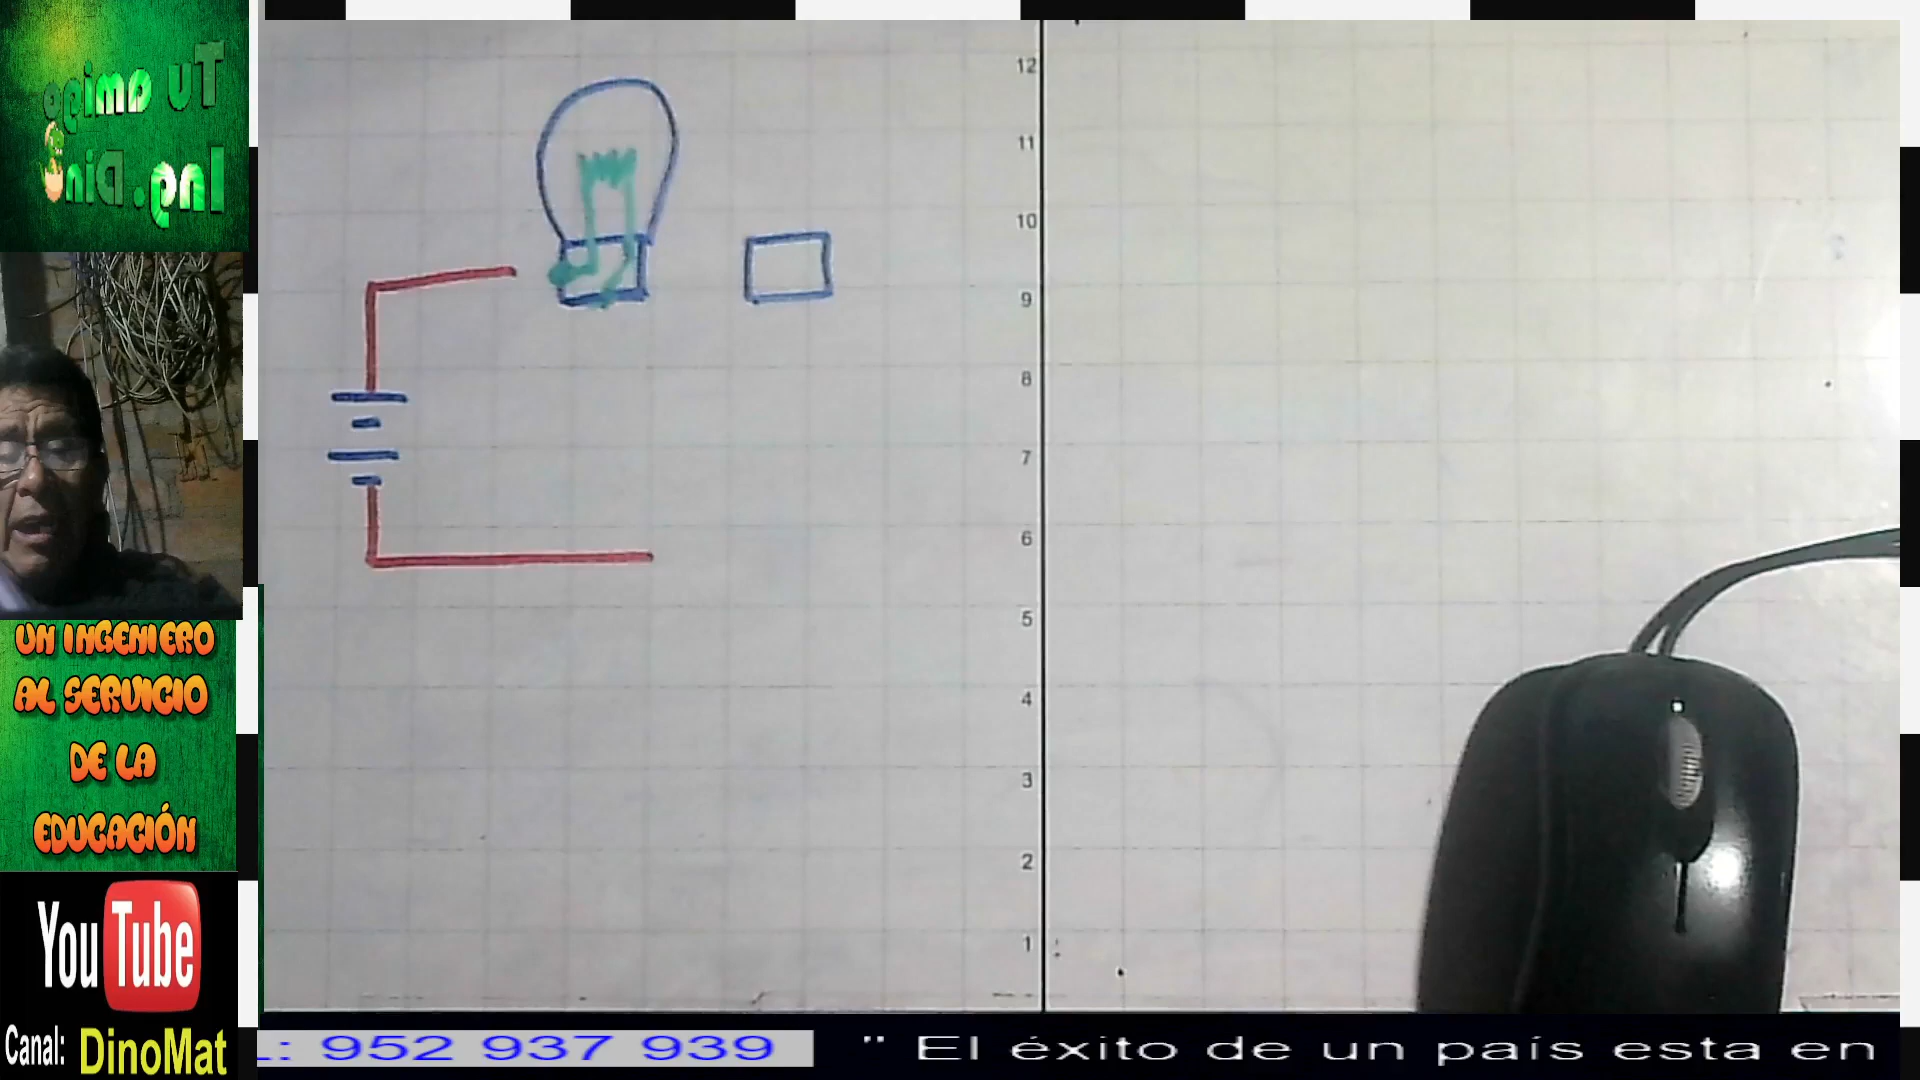 Tu amigo
Ing. Din
UN INGENIERO
AL SERVICIO
DE LA
EDUCACIÓN
YouTube
Canal: DinoMat
12
11
10
9
8
7
6
5
4
3
2
1
: 952 937 939 " El éxito de un país esta en